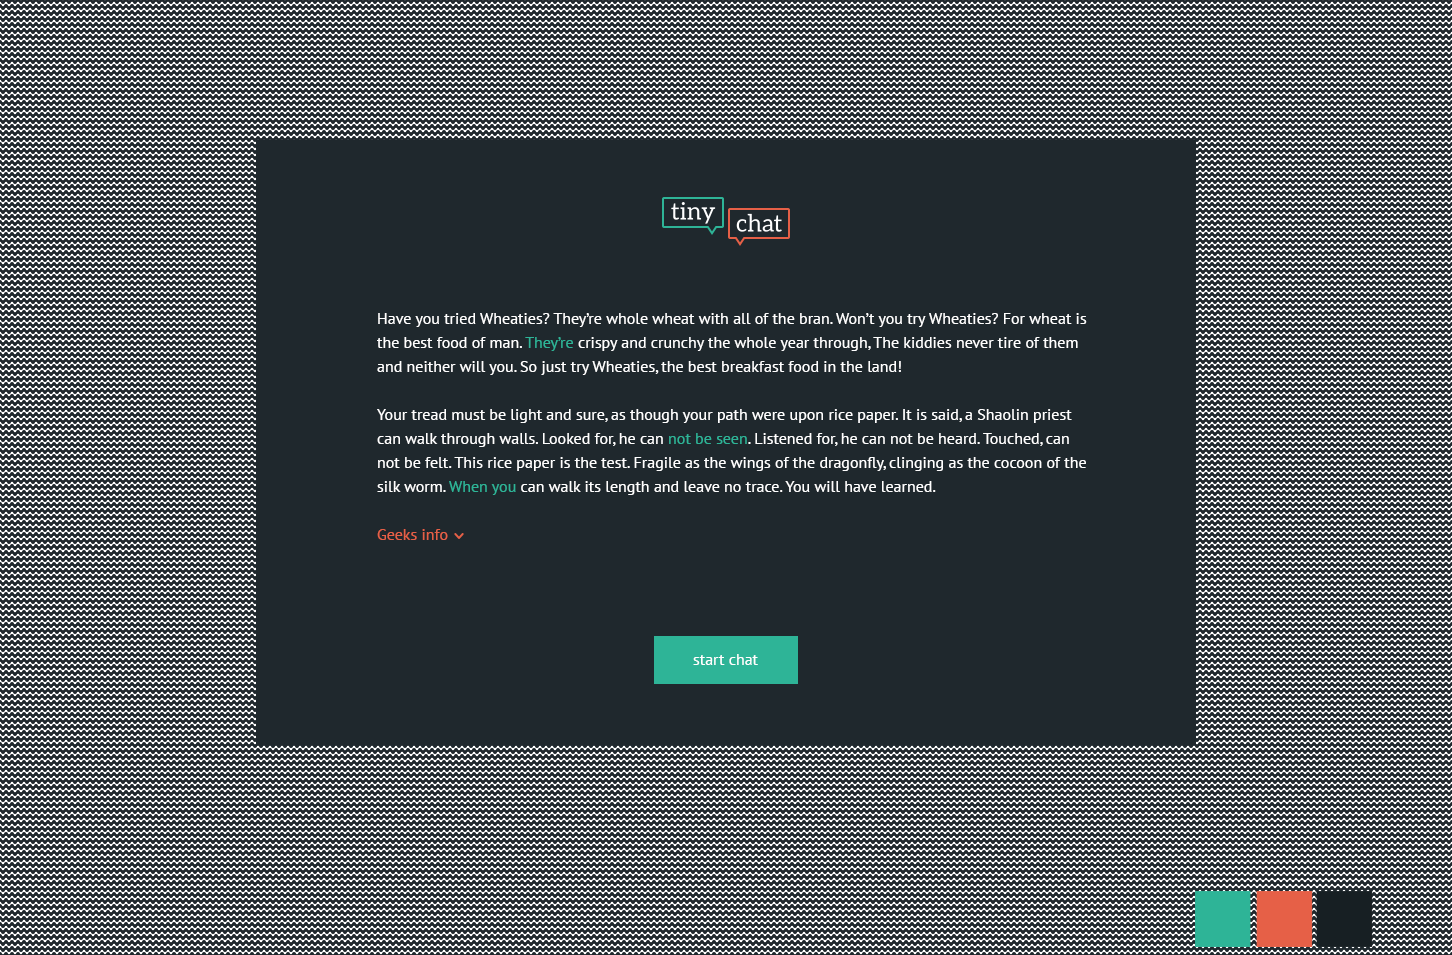 tiny
chat
Have you tried Wheaties? They’re whole wheat with all of the bran. Won’t you try Wheaties? For wheat is
the best food of man. They’re crispy and crunchy the whole year through, The kiddies never tire of them
and neither will you. So just try Wheaties, the best breakfast food in the land!
Your tread must be light and sure, as though your path were upon rice paper. It is said, a Shaolin priest
can walk through walls. Looked for, he can not be seen. Listened for, he can not be heard. Touched, can
not be felt. This rice paper is the test. Fragile as the wings of the dragonfly, clinging as the cocoon of the
silk worm. When you can walk its length and leave no trace. You will have learned.
Geeks info
start chat